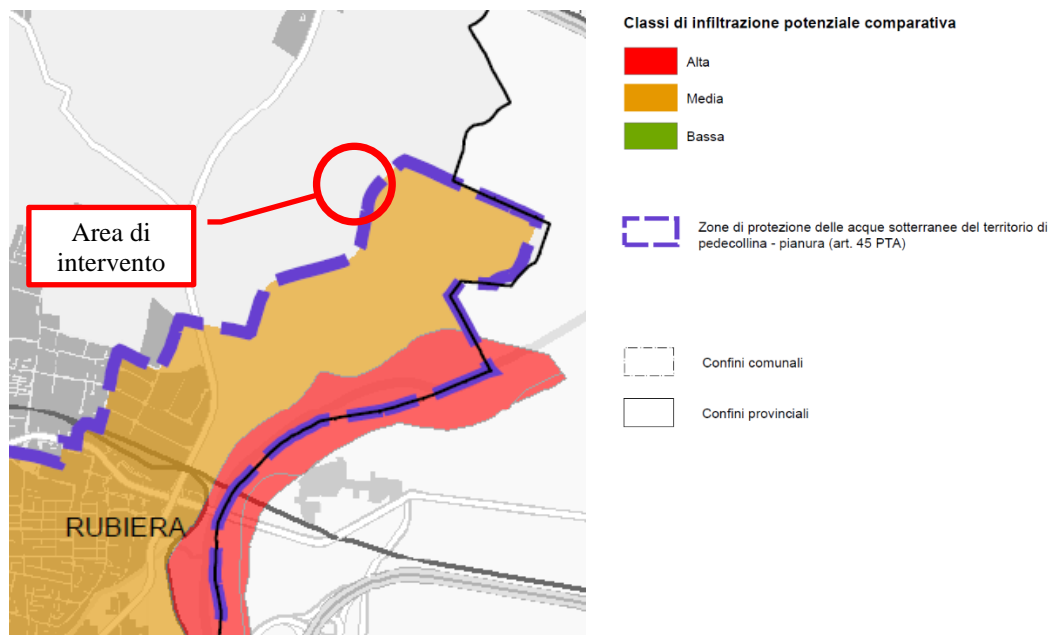 Classi di infiltrazione potenziale comparativa
Alta
Media
Bassa
Zone di protezione delle acque sotterranee del territorio di
pedecollina - pianura (art. 45 PTA)
Confini comunali
Confini provinciali
Area di
intervento
RUBIERA